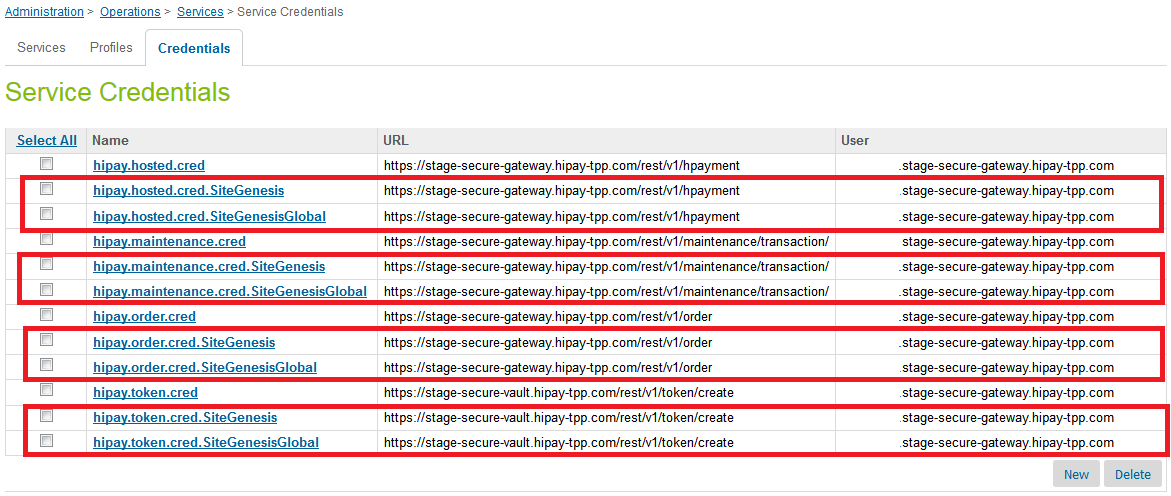 Administration > Operations > Services > Service Credentials
Services Profiles Credentials
Service Credentials
Select All Name URL User
hipay.hosted.cred https://stage-secure-gateway.hipay-tpp.com/rest/v1/hpayment .stage-secure-gateway.hipay-tpp.com
hipay.hosted.cred.SiteGenesis https://stage-secure-gateway.hipay-tpp.com/rest/v1/hpayment .stage-secure-gateway.hipay-tpp.com
hipay.hosted.cred.SiteGenesisGlobal https://stage-secure-gateway.hipay-tpp.com/rest/v1/hpayment .stage-secure-gateway.hipay-tpp.com
hipay.maintenance.cred https://stage-secure-gateway.hipay-tpp.com/rest/v1/maintenance/transaction/ .stage-secure-gateway.hipay-tpp.com
hipay.maintenance.cred.SiteGenesis https://stage-secure-gateway.hipay-tpp.com/rest/v1/maintenance/transaction/ .stage-secure-gateway.hipay-tpp.com
hipay.maintenance.cred.SiteGenesisGlobal https://stage-secure-gateway.hipay-tpp.com/rest/v1/maintenance/transaction/ .stage-secure-gateway.hipay-tpp.com
hipay.order.cred https://stage-secure-gateway.hipay-tpp.com/rest/v1/order .stage-secure-gateway.hipay-tpp.com
hipay.order.cred.SiteGenesis https://stage-secure-gateway.hipay-tpp.com/rest/v1/order .stage-secure-gateway.hipay-tpp.com
hipay.order.cred.SiteGenesisGlobal https://stage-secure-gateway.hipay-tpp.com/rest/v1/order .stage-secure-gateway.hipay-tpp.com
hipay.token.cred https://stage-secure-vault.hipay-tpp.com/rest/v1/token/create .stage-secure-gateway.hipay-tpp.com
hipay.token.cred.SiteGenesis https://stage-secure-vault.hipay-tpp.com/rest/v1/token/create .stage-secure-gateway.hipay-tpp.com
hipay.token.cred.SiteGenesisGlobal https://stage-secure-vault.hipay-tpp.com/rest/v1/token/create .stage-secure-gateway.hipay-tpp.com
New Delete